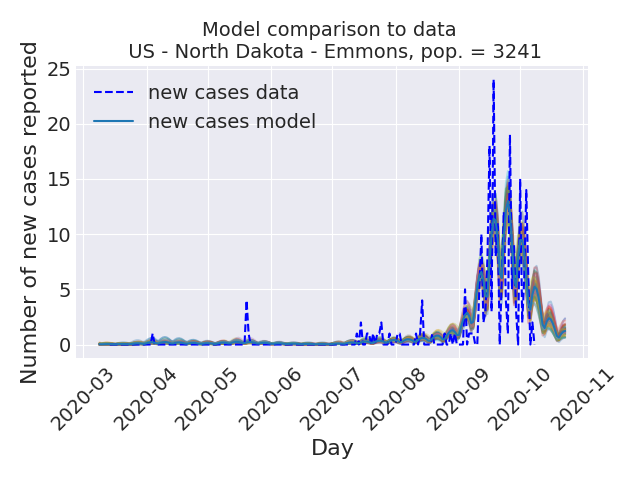 Model comparison to data
US - North Dakota - Emmons, pop. = 3241
Number of new cases reported
25
20
15
10
5
0
new cases data
new cases model
2020-03
2020-04
2020-05
2020-06
2020-07
2020-08
2020-09
2020-10
2020-11
Day